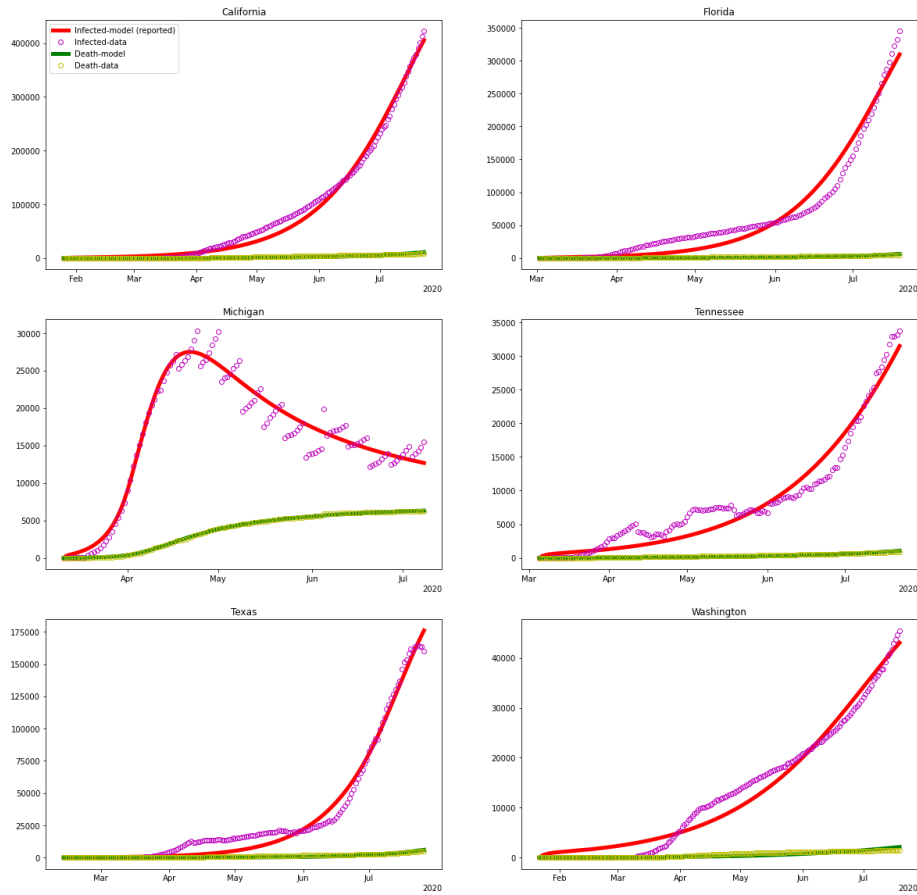 California
400000
300000
200000
100000
0
Infected-model (reported)
Infected-data
Death-model
Death-data
Feb Mar Apr May Jun Jul
2020
Florida
350000
300000
250000
200000
150000
100000
50000
0
Mar Apr May Jun Jul
2020
Michigan
30000
25000
20000
15000
10000
5000
0
Apr May Jun Jul
2020
Tennessee
35000
30000
25000
20000
15000
10000
5000
0
Mar Apr May Jun Jul
2020
Texas
175000
150000
125000
100000
75000
50000
25000
0
Mar Apr May Jun Jul
2020
Washington
40000
30000
20000
10000
0
Feb Mar Apr May Jun Jul
2020